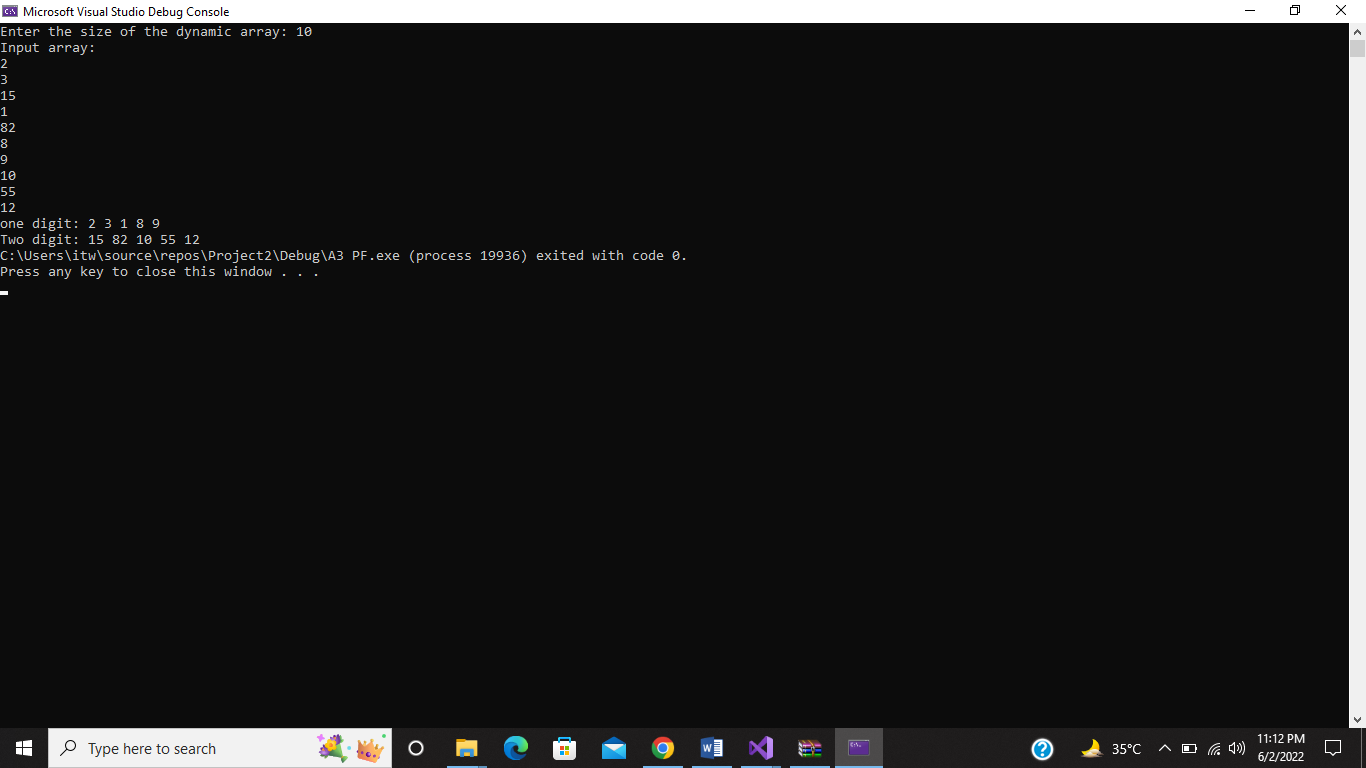 Microsoft Visual Studio Debug Console
Enter the size of the dynamic array: 10
Input array:
2
3
15
1
82
8
9
10
55
12
one digit: 2 3 1 8 9
Two digit: 15 82 10 55 12
C:\Users\itw\source\repos\Project2\Debug\A3 PF.exe (process 19936) exited with code 0.
Press any key to close this window . . .
Type here to search
35°C
11:12 PM
6/2/2022